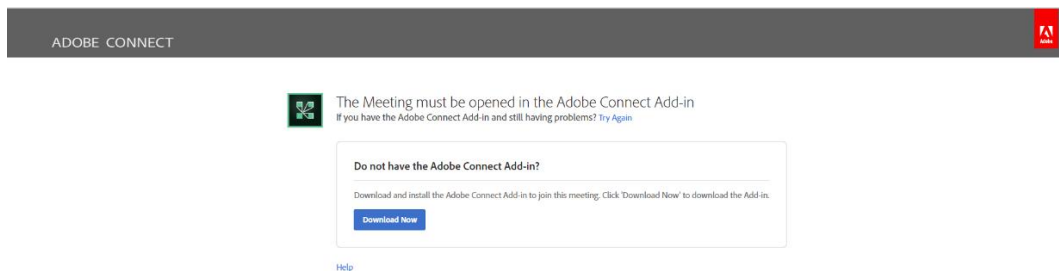 ADOBE CONNECT
Adobe
The Meeting must be opened in the Adobe Connect Add-in
If you have the Adobe Connect Add-in and still having problems? Try Again
Do not have the Adobe Connect Add-in?
Download and install the Adobe Connect Add-in to join this meeting. Click 'Download Now' to download the Add-in.
Download Now
Help